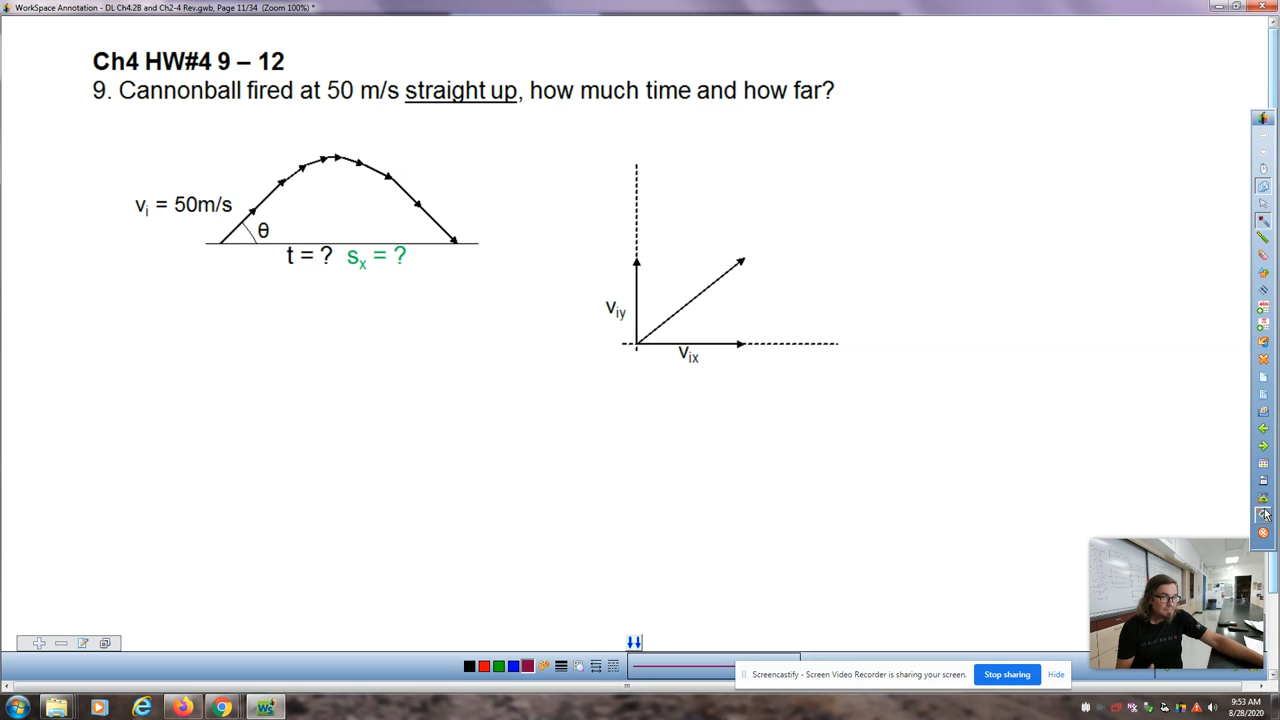 WorkSpace Annotation - DL Ch4.2B and Ch2-4 Rev.gwb, Page 11/34 (Zoom 100%) *
Ch4 HW#4 9 – 12
9. Cannonball fired at 50 m/s straight up, how much time and how far?
vi = 50m/s
θ
t = ? sx = ?
viy
vix
Screencastify - Screen Video Recorder is sharing your screen.
Stop sharing
Hide
9:53 AM
8/28/2020